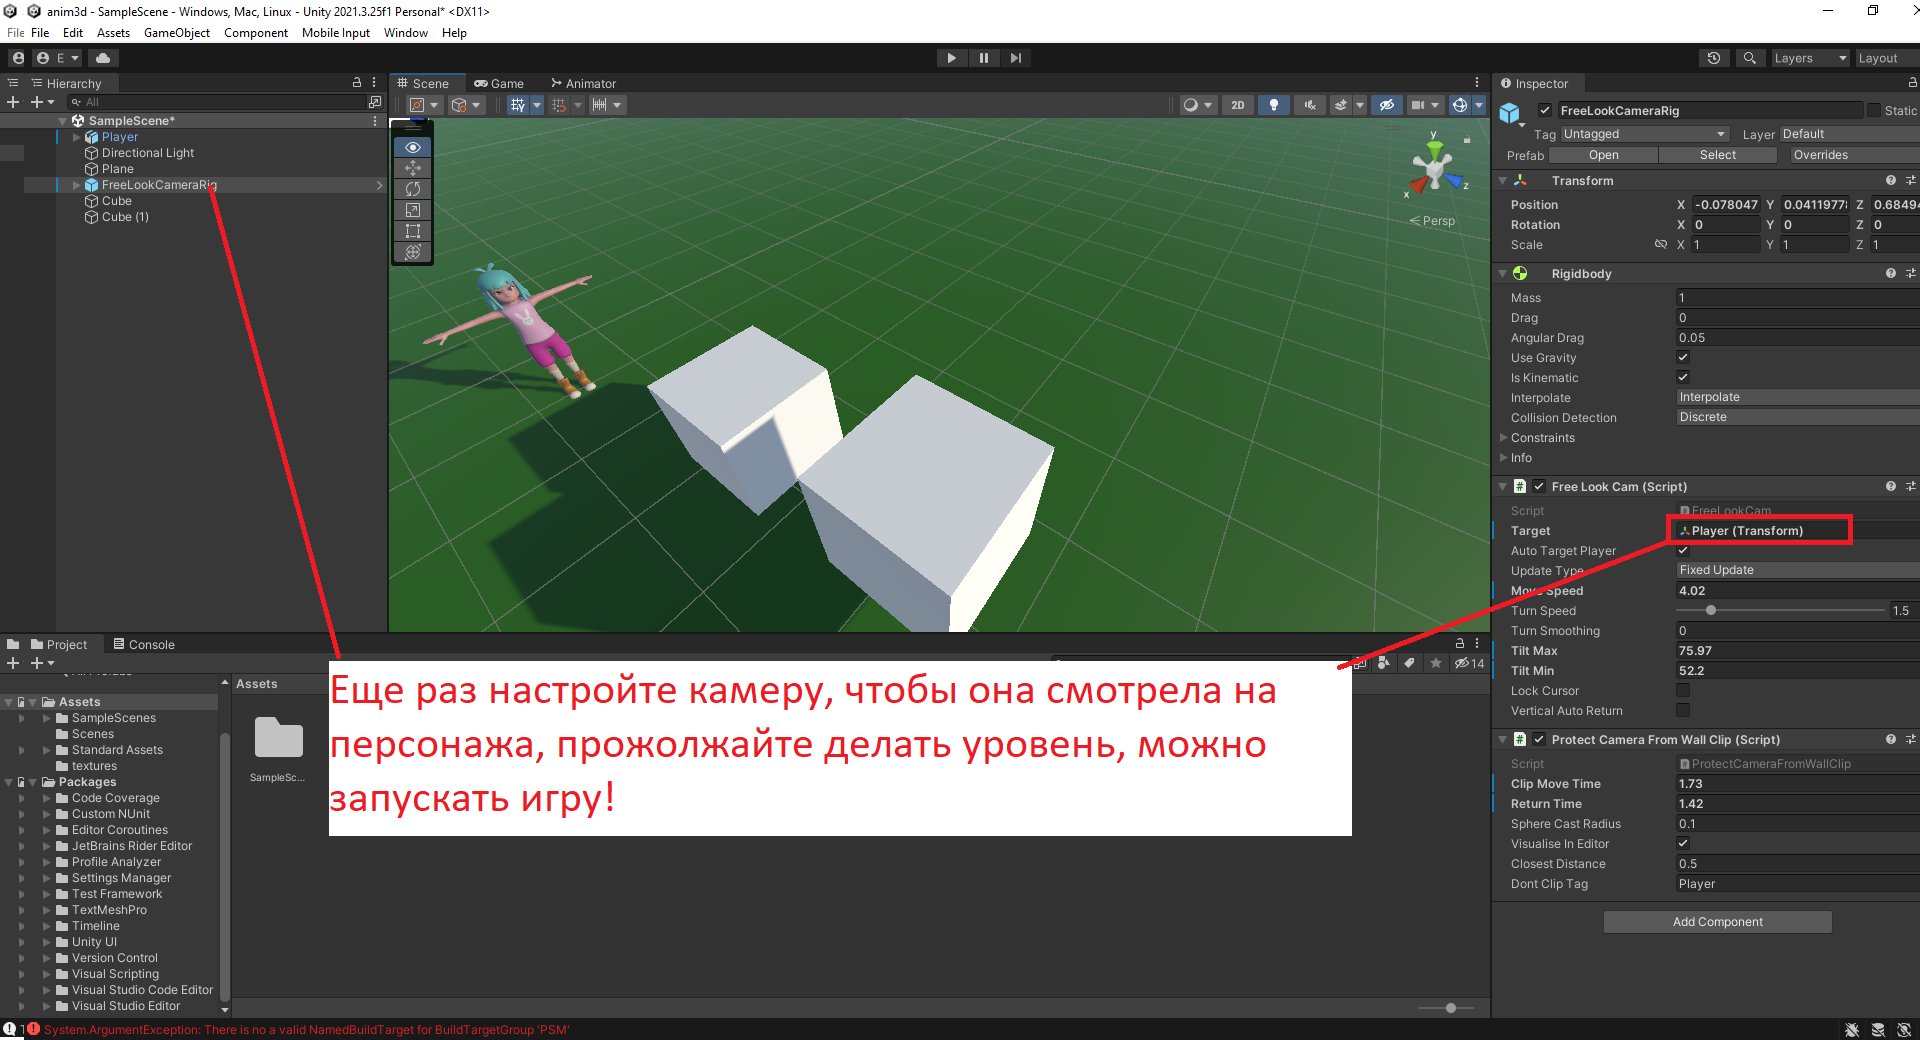 anim3d - SampleScene - Windows, Mac, Linux - Unity 2021.3.25f1 Personal* <DX11>
File File Edit Assets GameObject Component Mobile Input Window Help
E Layers Layout
Hierarchy
All
SampleScene*
Player
Directional Light
Plane
FreeLookCameraRig
Cube
Cube (1)
Scene Game Animator
2D
y
x
z
Persp
Inspector
FreeLookCameraRig Static
Tag Untagged Layer Default
Prefab Open Select Overrides
Transform
Position X -0.078047 Y 0.0411977 Z 0.6849
Rotation X 0 Y 0 Z 0
Scale X 1 Y 1 Z 1
Rigidbody
Mass 1
Drag 0
Angular Drag 0.05
Use Gravity
Is Kinematic
Interpolate Interpolate
Collision Detection Discrete
Constraints
Info
Free Look Cam (Script)
Script FreeLookCam
Target Player (Transform)
Auto Target Player
Update Type Fixed Update
Move Speed 4.02
Turn Speed 1.5
Turn Smoothing 0
Tilt Max 75.97
Tilt Min 52.2
Lock Cursor
Vertical Auto Return
Protect Camera From Wall Clip (Script)
Script ProtectCameraFromWallClip
Clip Move Time 1.73
Return Time 1.42
Sphere Cast Radius 0.1
Visualise In Editor
Closest Distance 0.5
Dont Clip Tag Player
Add Component
Project Console
14
Assets
SampleScenes
Scenes
Standard Assets
textures
Packages
Code Coverage
Custom NUnit
Editor Coroutines
JetBrains Rider Editor
Profile Analyzer
Settings Manager
Test Framework
TextMeshPro
Timeline
Unity UI
Version Control
Visual Scripting
Visual Studio Code Editor
Visual Studio Editor
Assets
SampleSc...
Еще раз настройте камеру, чтобы она смотрела на
персонажа, прожолжайте делать уровень, можно
запускать игру!
System.ArgumentException: There is no a valid NamedBuildTarget for BuildTargetGroup 'PSM'